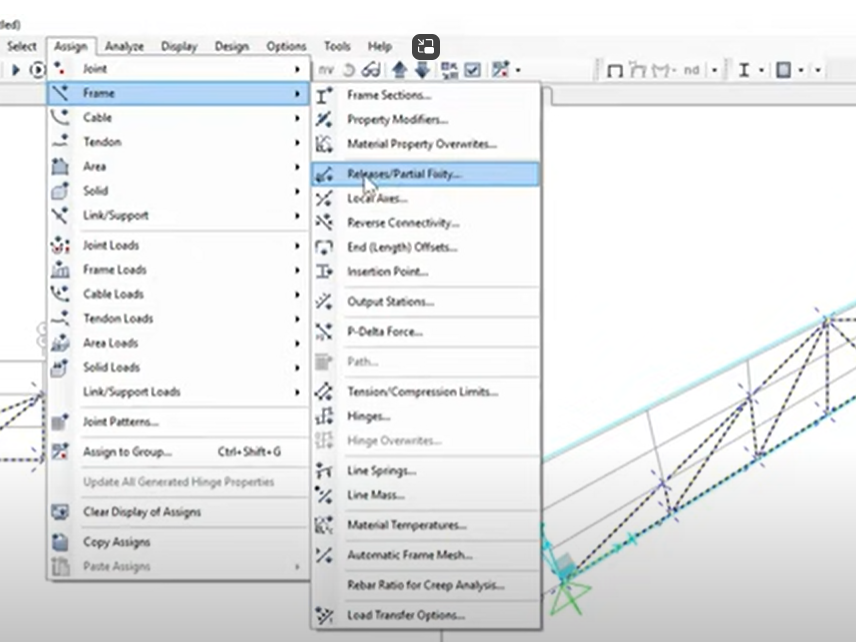 tled)
Select Assign Analyze Display Design Options Tools Help
nv
nd
Joint
Frame
Cable
Tendon
Area
Solid
Link/Support
Joint Loads
Frame Loads
Cable Loads
Tendon Loads
Area Loads
Solid Loads
Link/Support Loads
Joint Patterns...
Assign to Group... Ctrl+Shift+G
Update All Generated Hinge Properties
Clear Display of Assigns
Copy Assigns
Paste Assigns
Frame Sections...
Property Modifiers...
Material Property Overwrites...
Releases/Partial Fixity...
Local Axes...
Reverse Connectivity...
End (Length) Offsets...
Insertion Point...
Output Stations...
P-Delta Force...
Path...
Tension/Compression Limits...
Hinges...
Hinge Overwrites...
Line Springs...
Line Mass...
Material Temperatures...
Automatic Frame Mesh...
Rebar Ratio for Creep Analysis...
Load Transfer Options...